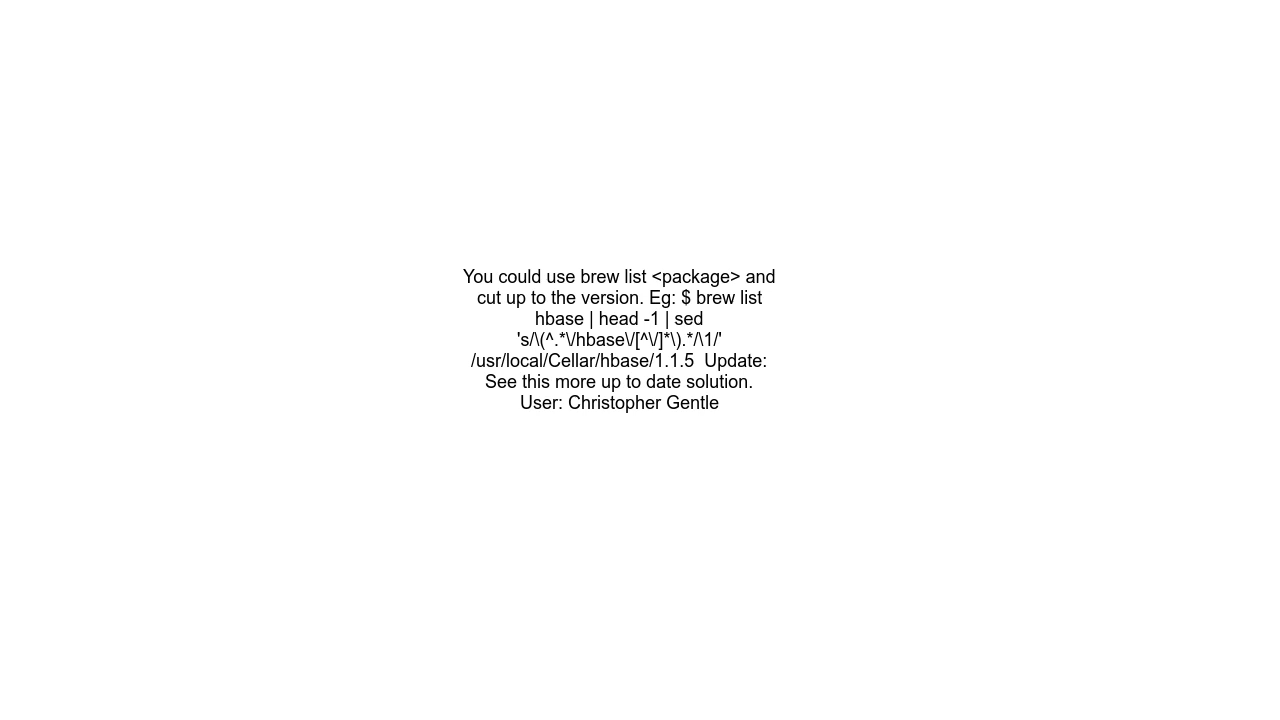 You could use brew list <package> and
cut up to the version. Eg: $ brew list
hbase | head -1 | sed
's/\(^.*\/hbase\/[^\/]*\).*/\1/'
/usr/local/Cellar/hbase/1.1.5  Update:
See this more up to date solution.
User: Christopher Gentle